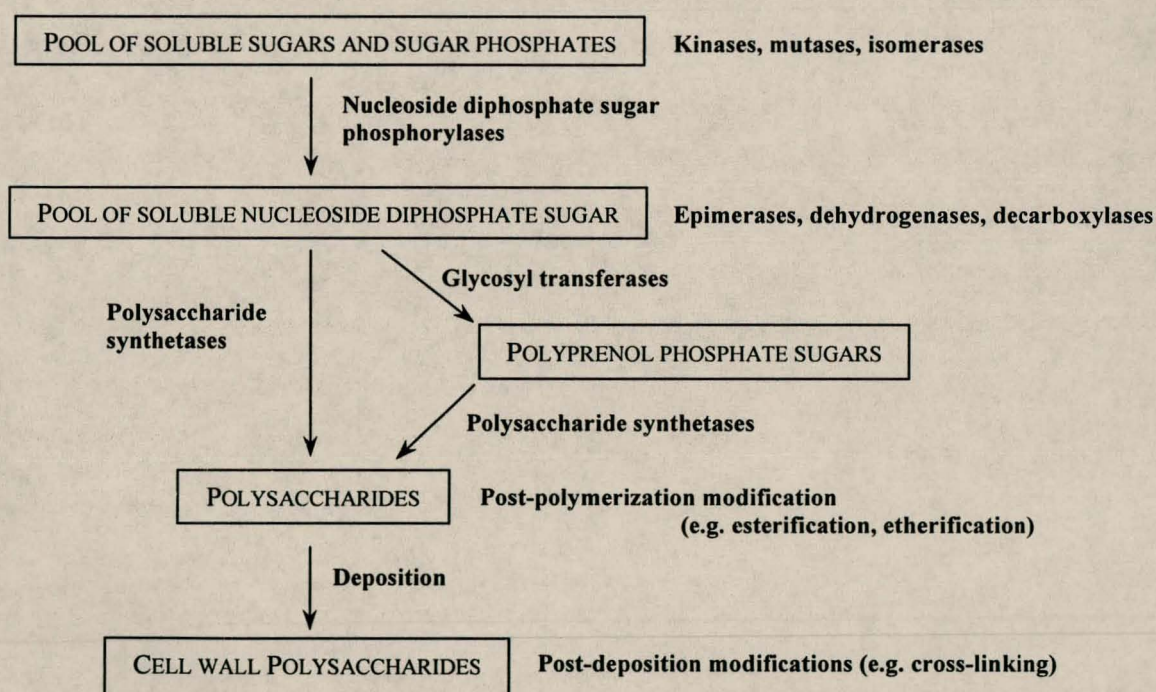 POOL OF SOLUBLE SUGARS AND SUGAR PHOSPHATES
Kinases, mutases, isomerases
Nucleoside diphosphate sugar
phosphorylases
POOL OF SOLUBLE NUCLEOSIDE DIPHOSPHATE SUGAR
Epimerases, dehydrogenases, decarboxylases
Glycosyl transferases
Polysaccharide
synthetases
POLYPRENOL PHOSPHATE SUGARS
Polysaccharide synthetases
POLYSACCHARIDES
Post-polymerization modification
(e.g. esterification, etherification)
Deposition
CELL WALL POLYSACCHARIDES
Post-deposition modifications (e.g. cross-linking)